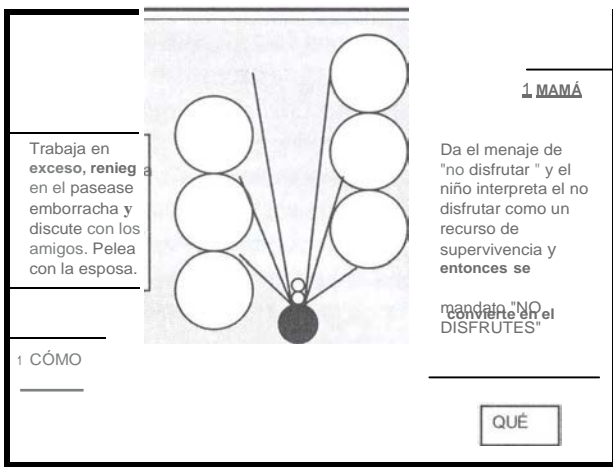 Trabaja en
exceso, renieg
en el pasease
emborracha y
discute con los
amigos. Pelea
con la esposa.
1 CÓMO
1 MAMÁ
Da el menaje de
"no disfrutar " y el
niño interpreta el no
disfrutar como un
recurso de
supervivencia y
entonces se
convierte en el
mandato "NO
DISFRUTES"
QUÉ